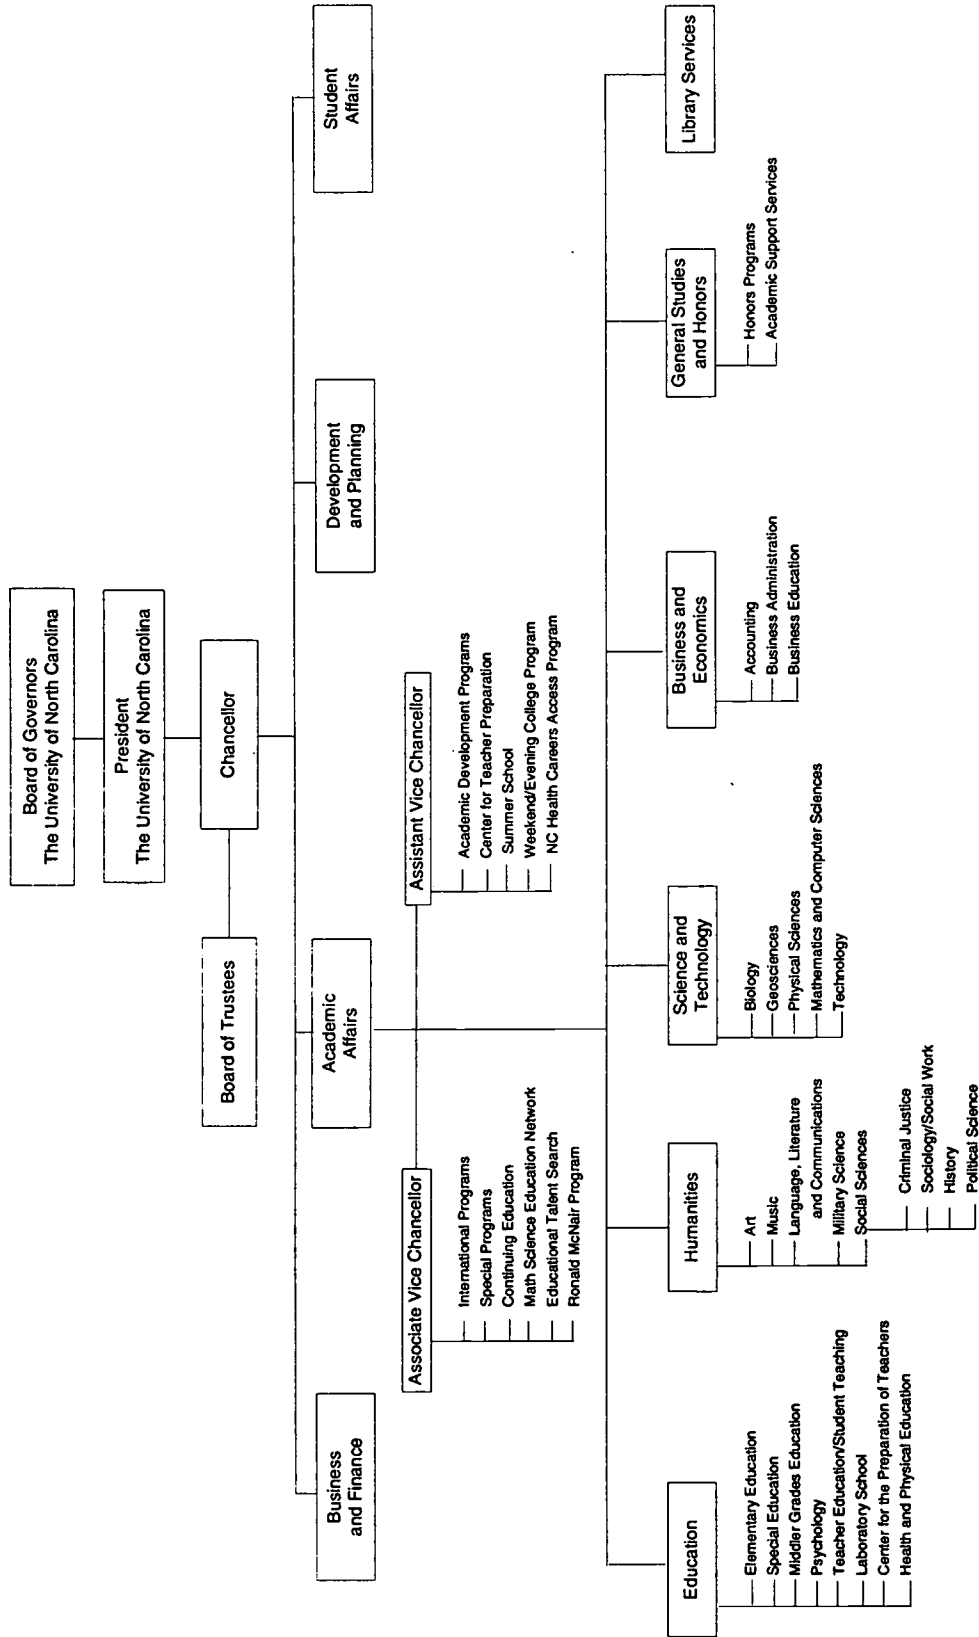 Board of Governors
The University of North Carolina
President
The University of North Carolina
Chancellor
Board of Trustees
Business
and Finance
Academic
Affairs
Development
and Planning
Student
Affairs
Associate Vice Chancellor
International Programs
Special Programs
Continuing Education
Math Science Education Network
Educational Talent Search
Ronald McNair Program
Assistant Vice Chancellor
Academic Development Programs
Center for Teacher Preparation
Summer School
Weekend/Evening College Program
NC Health Careers Access Program
Education
Elementary Education
Special Education
Middler Grades Education
Psychology
Teacher Education/Student Teaching
Laboratory School
Center for the Preparation of Teachers
Health and Physical Education
Humanities
Art
Music
Language, Literature
and Communications
Military Science
Social Sciences
Criminal Justice
Sociology/Social Work
History
Political Science
Science and
Technology
Biology
Geosciences
Physical Sciences
Mathematics and Computer Sciences
Technology
Business and
Economics
Accounting
Business Administration
Business Education
General Studies
and Honors
Honors Programs
Academic Support Services
Library Services